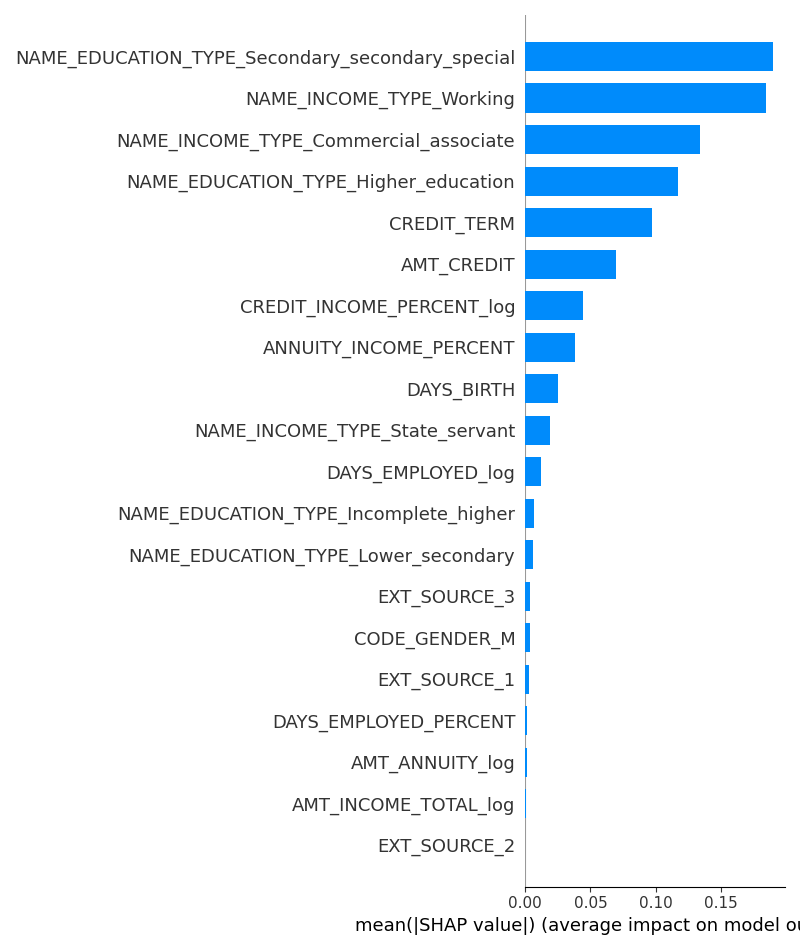 NAME_EDUCATION_TYPE_Secondary_secondary_special
NAME_INCOME_TYPE_Working
NAME_INCOME_TYPE_Commercial_associate
NAME_EDUCATION_TYPE_Higher_education
CREDIT_TERM
AMT_CREDIT
CREDIT_INCOME_PERCENT_log
ANNUITY_INCOME_PERCENT
DAYS_BIRTH
NAME_INCOME_TYPE_State_servant
DAYS_EMPLOYED_log
NAME_EDUCATION_TYPE_Incomplete_higher
NAME_EDUCATION_TYPE_Lower_secondary
EXT_SOURCE_3
CODE_GENDER_M
EXT_SOURCE_1
DAYS_EMPLOYED_PERCENT
AMT_ANNUITY_log
AMT_INCOME_TOTAL_log
EXT_SOURCE_2
0.00 0.05 0.10 0.15
mean(|SHAP value|) (average impact on model ou